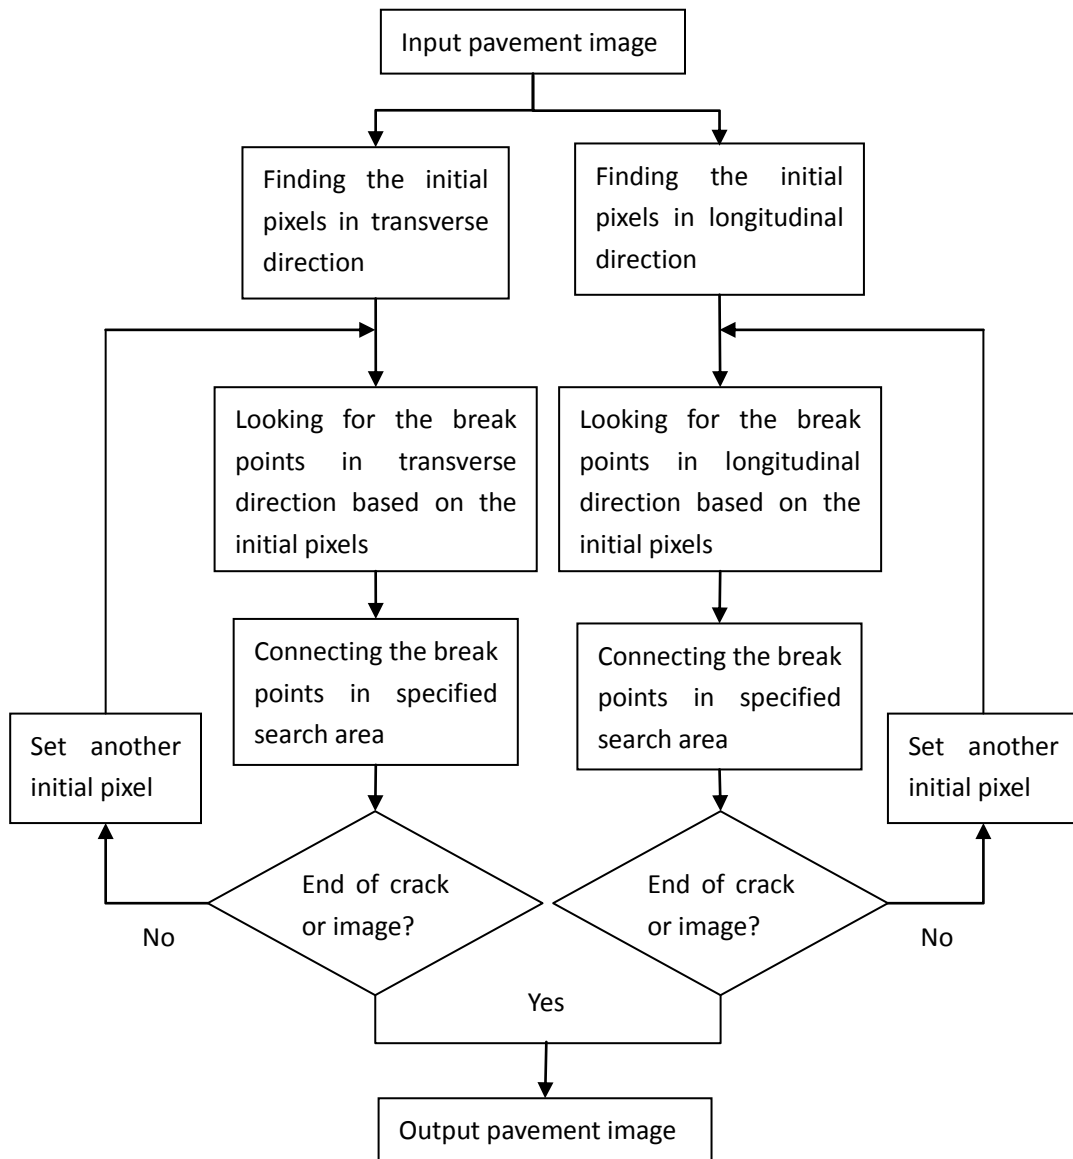 Input pavement image
Finding the initial
pixels in transverse
direction
Finding the initial
pixels in longitudinal
direction
Looking for the break
points in transverse
direction based on the
initial pixels
Looking for the break
points in longitudinal
direction based on the
initial pixels
Connecting the break
points in specified
search area
Connecting the break
points in specified
search area
Set another
initial pixel
Set another
initial pixel
End of crack
or image?
End of crack
or image?
No
No
Yes
Output pavement image